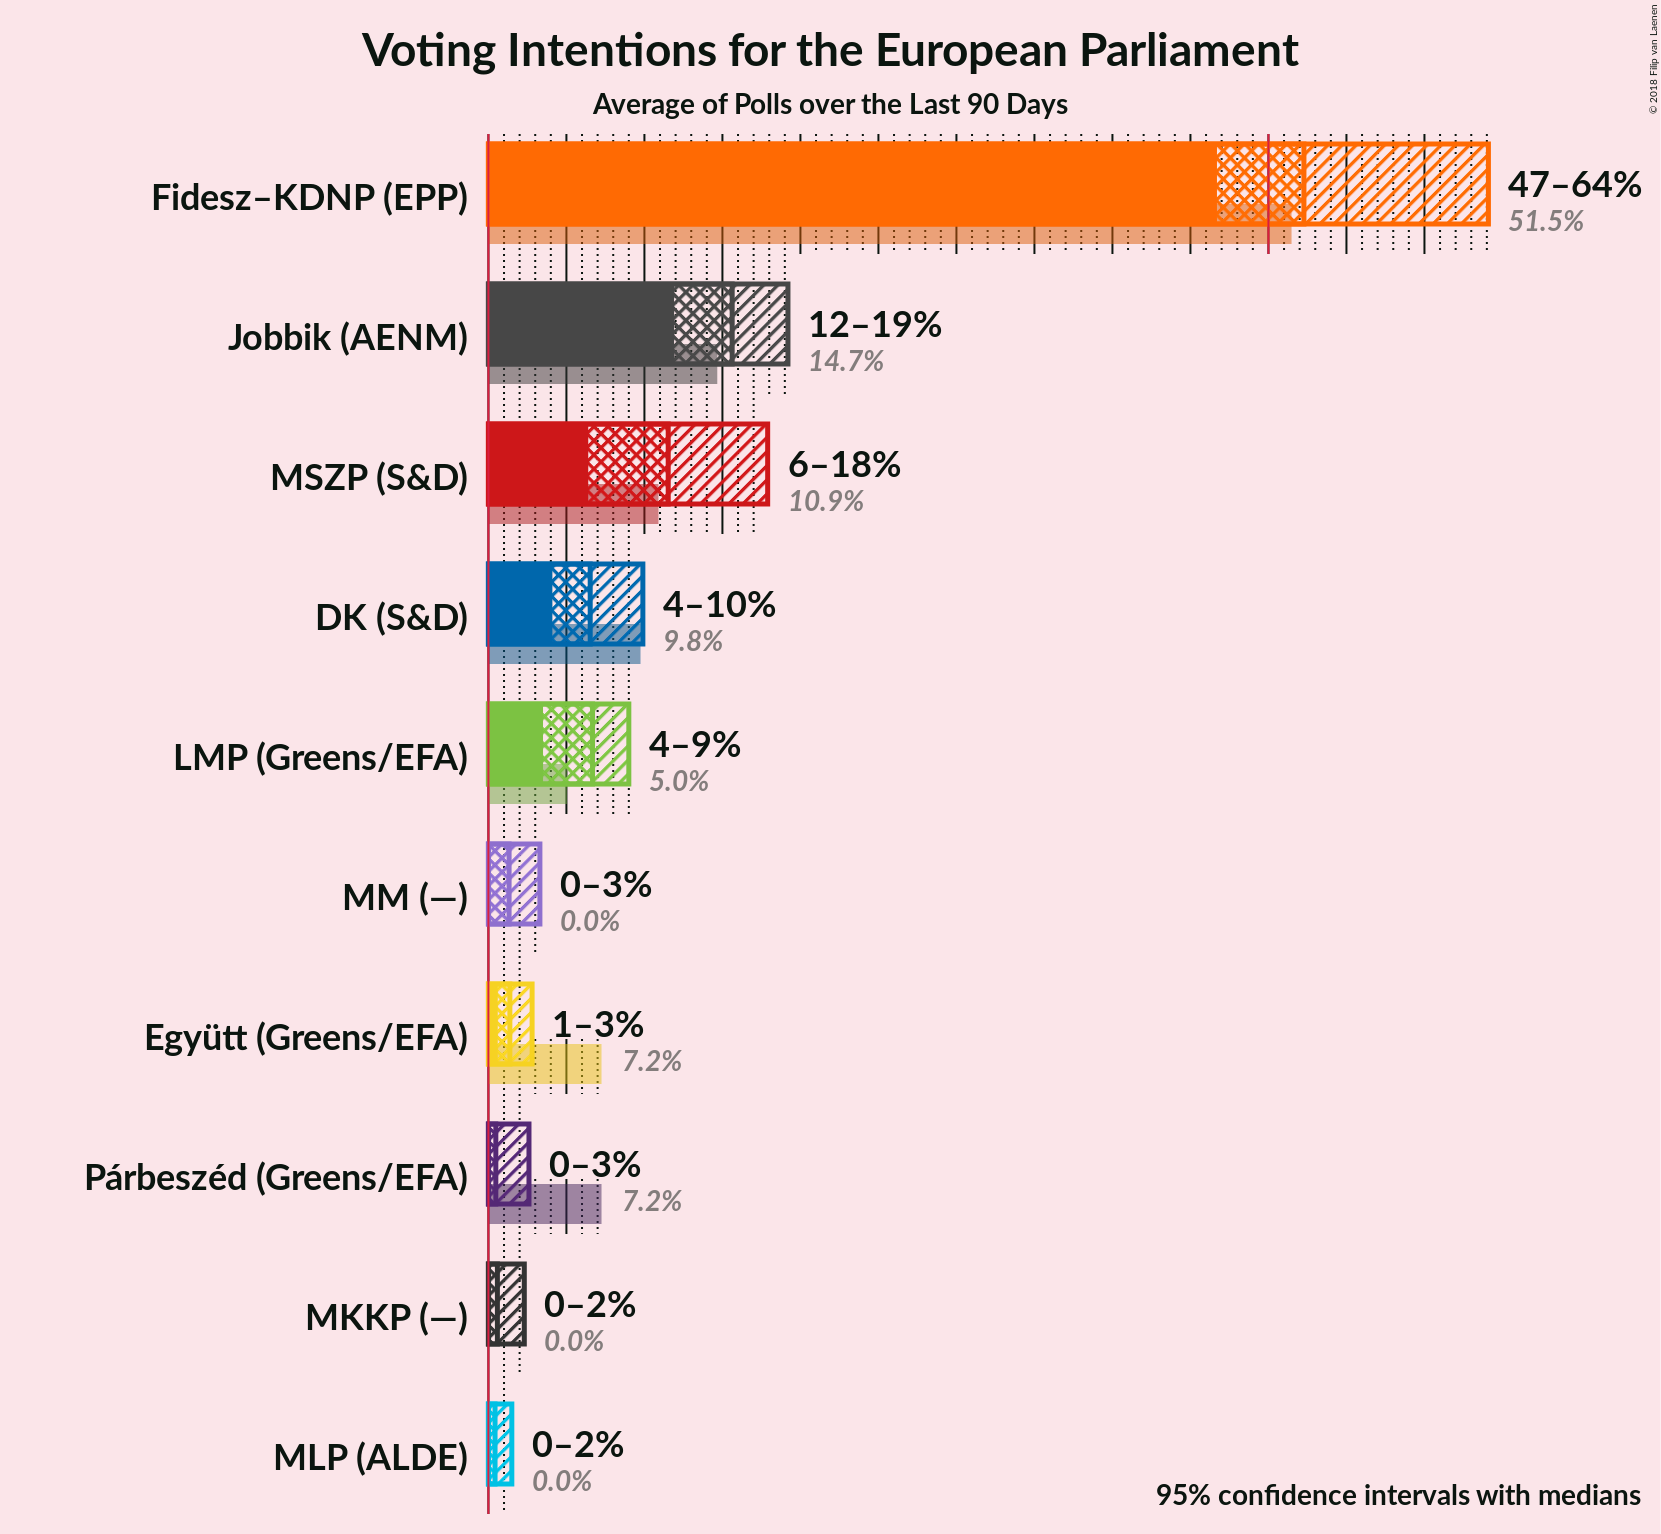 © 2018 Filip van Laenen
Voting Intentions for the European Parliament
Average of Polls over the Last 90 Days
Fidesz–KDNP (EPP)
47–64%
51.5%
Jobbik (AENM)
12–19%
14.7%
MSZP (S&D)
6–18%
10.9%
DK (S&D)
4–10%
9.8%
LMP (Greens/EFA)
4–9%
5.0%
MM (—)
0–3%
0.0%
Együtt (Greens/EFA)
1–3%
7.2%
Párbeszéd (Greens/EFA)
0–3%
7.2%
MKKP (—)
0–2%
0.0%
MLP (ALDE)
0–2%
0.0%
95% confidence intervals with medians